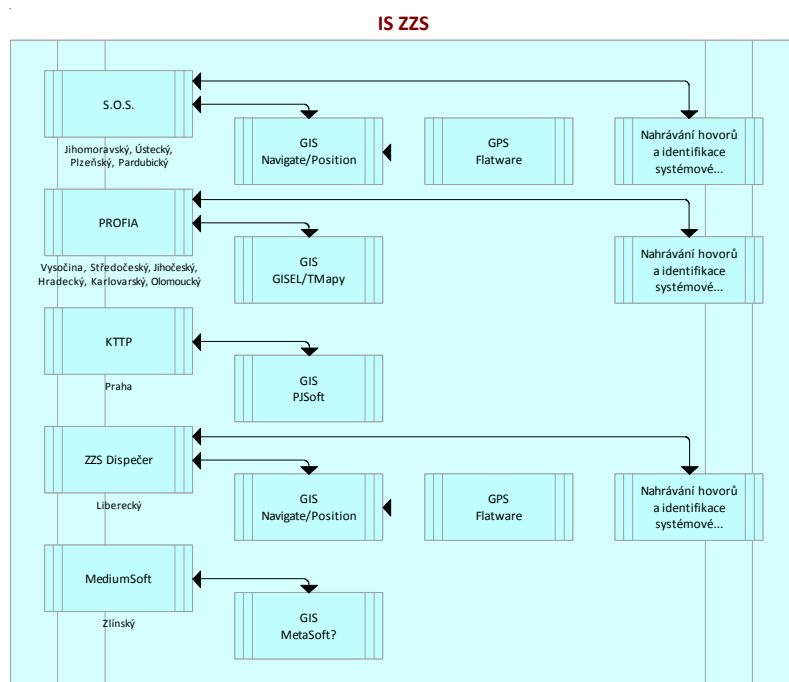 IS ZZS
S.O.S.
Jihomoravský, Ústecký,
Plzeňský, Pardubický
GIS
Navigate/Position
GPS
Flatware
Nahrávání hovorů
a identifikace
systémové...
PROFIA
Vysočina, Středočeský, Jihočeský,
Hradecký, Karlovarský, Olomoucký
GIS
GISEL/TMapy
Nahrávání hovorů
a identifikace
systémové...
KTTP
Praha
GIS
PJSoft
ZZS Dispečer
Liberecký
GIS
Navigate/Position
GPS
Flatware
Nahrávání hovorů
a identifikace
systémové...
MediumSoft
Zlínský
GIS
MetaSoft?